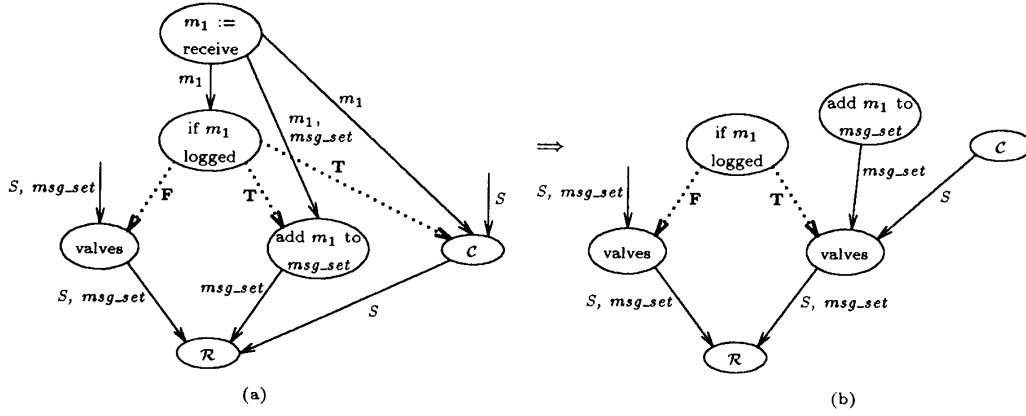 m₁ :=
receive
m₁
m₁
m₁,
msg_set
if m₁
logged
T
S, msg_set
F
T
S
valves
add m₁ to
msg_set
C
S, msg_set
msg_set
S
R
(a)
⇒
if m₁
logged
add m₁ to
msg_set
C
msg_set
S, msg_set
F
T
S
valves
valves
S, msg_set
S, msg_set
R
(b)